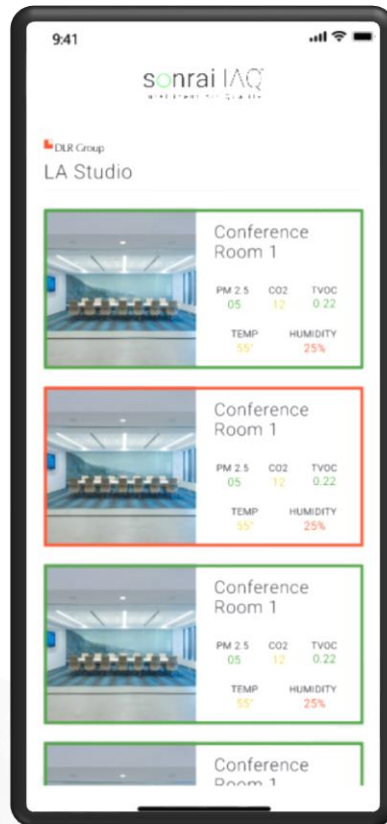 9:41
sonrai IAQ
DLR Group
LA Studio
Conference
Room 1
PM 2.5 CO2 TVOC
05 12 0.22
TEMP HUMIDITY
55° 25%
Conference
Room 1
PM 2.5 CO2 TVOC
05 12 0.22
TEMP HUMIDITY
55° 25%
Conference
Room 1
PM 2.5 CO2 TVOC
05 12 0.22
TEMP HUMIDITY
55° 25%
Conference
Room 1